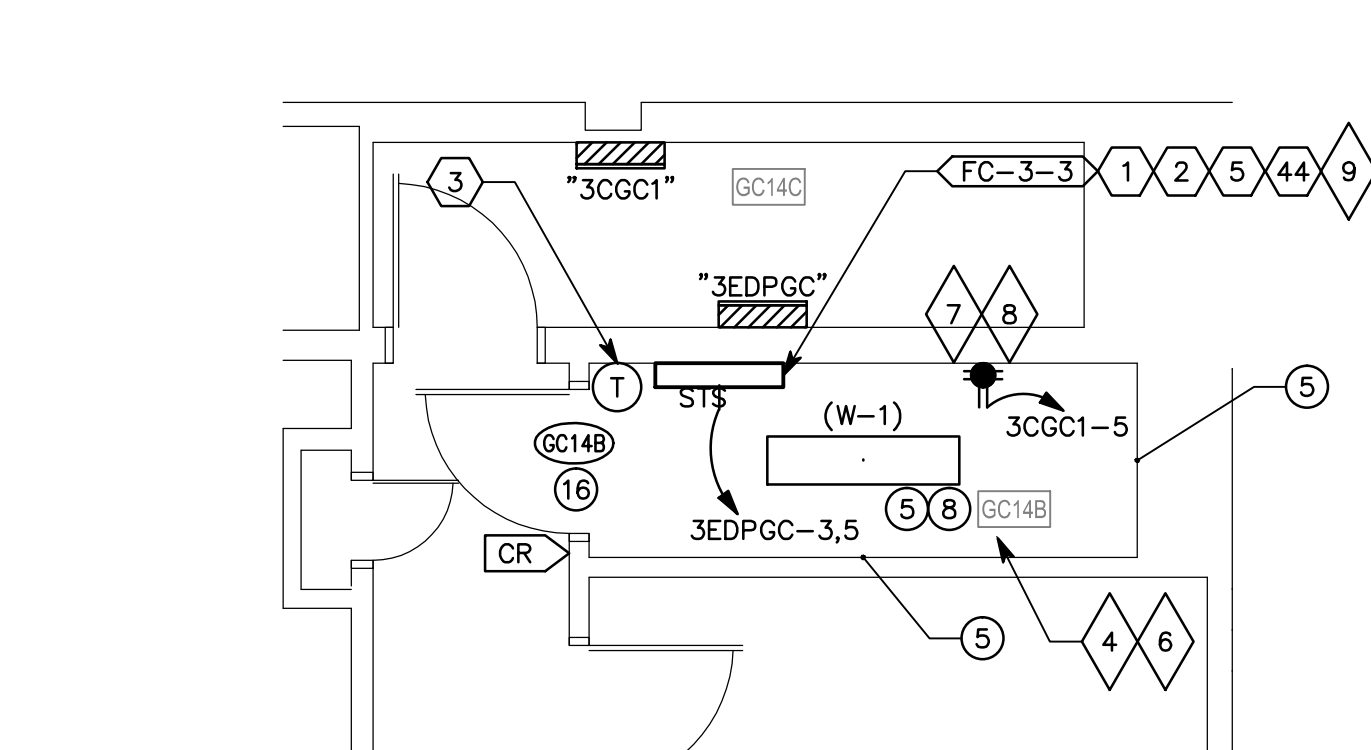 3
"3CGC1"
GC14C
FC-3-3 1 2 5 44 9
"3EDPGC"
7 8
T
STS
(W-1)
3CGC1-5
5
GC14B
16
5 8
GC14B
3EDPGC-3,5
CR
5
4 6